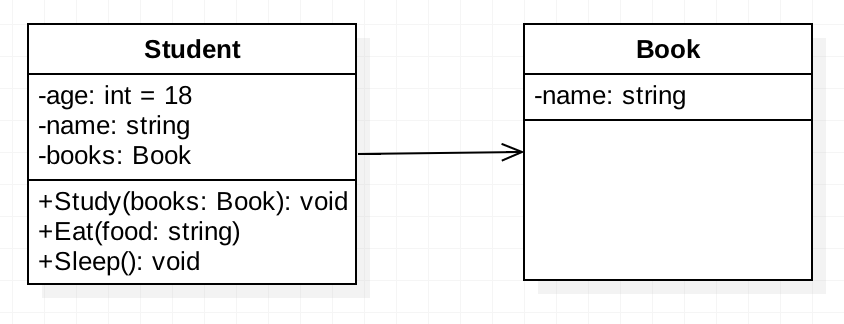 Student
-age: int = 18
-name: string
-books: Book
+Study(books: Book): void
+Eat(food: string)
+Sleep(): void
Book
-name: string